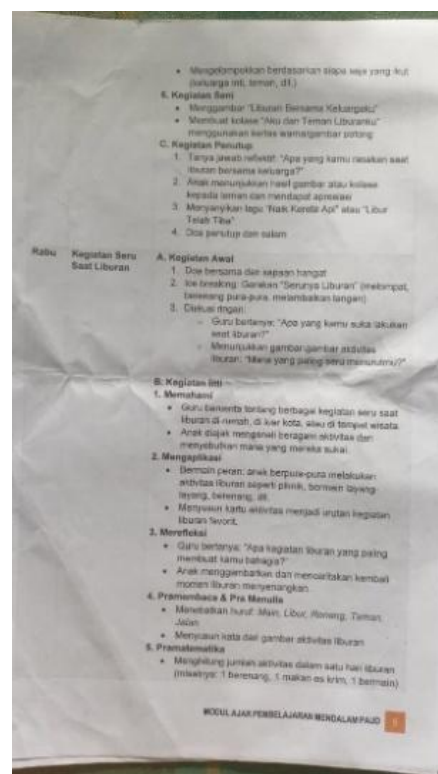 • Mengelompokkan berdasarkan siapa saja yang ikut
(keluarga inti, teman, dll.)
6. Kegiatan Seni
• Menggambar "Liburan Bersama Keluargaku"
• Membuat kolase "Aku dan Teman Liburanku"
menggunakan kertas warna/gambar potong
C. Kegiatan Penutup
1. Tanya jawab reflektif: "Apa yang kamu rasakan saat
liburan bersama keluarga?"
2. Anak menunjukkan hasil gambar atau kolase
kepada teman dan mendapat apresiasi
3. Menyanyikan lagu "Naik Kereta Api" atau "Libur
Telah Tiba"
4. Doa penutup dan salam
Rabu Kegiatan Seru
Saat Liburan
A. Kegiatan Awal
1. Doa bersama dan sapaan hangat
2. Ice breaking: Gerakan "Serunya Liburan" (melompat,
berenang pura-pura, melambaikan tangan)
3. Diskusi ringan:
○ Guru bertanya: "Apa yang kamu suka lakukan
saat liburan?"
○ Menunjukkan gambar-gambar aktivitas
liburan: "Mana yang paling seru menurutmu?"
B. Kegiatan Inti
1. Memahami
• Guru bercerita tentang berbagai kegiatan seru saat
liburan di rumah, di luar kota, atau di tempat wisata.
• Anak diajak mengenali beragam aktivitas dan
menyebutkan mana yang mereka sukai.
2. Mengaplikasi
• Bermain peran: anak berpura-pura melakukan
aktivitas liburan seperti piknik, bermain layang-
layang, berenang, dll.
• Menyusun kartu aktivitas menjadi urutan kegiatan
liburan favorit.
3. Merefleksi
• Guru bertanya: "Apa kegiatan liburan yang paling
membuat kamu bahagia?"
• Anak menggambarkan dan menceritakan kembali
momen liburan menyenangkan.
4. Pramembaca & Pra Menulis
• Menebalkan huruf: Main, Libur, Renang, Taman,
Jalan
• Menyusun kata dari gambar aktivitas liburan
5. Pramatematika
• Menghitung jumlah aktivitas dalam satu hari liburan
(misalnya: 1 berenang, 1 makan es krim, 1 bermain)
MODUL AJAR PEMBELAJARAN MENDALAM PAUD